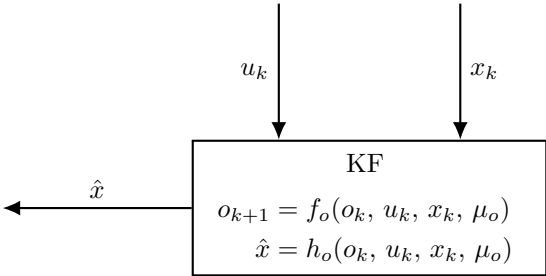 u_k
x_k
KF
x̂
o_{k+1} = f_o(o_k, u_k, x_k, μ_o)
x̂ = h_o(o_k, u_k, x_k, μ_o)